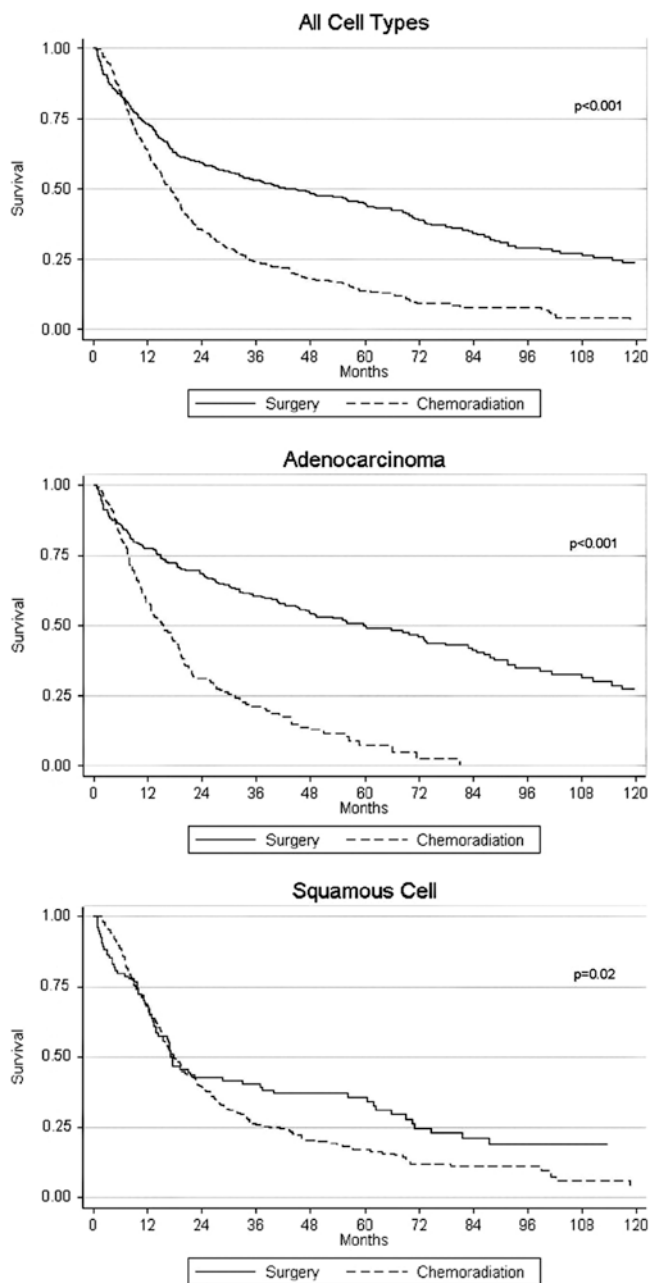 All Cell Types
1.00
0.75
0.50
0.25
0.00
Survival
p<0.001
0 12 24 36 48 60 72 84 96 108 120
Months
Surgery Chemoradiation
Adenocarcinoma
1.00
0.75
0.50
0.25
0.00
Survival
p<0.001
0 12 24 36 48 60 72 84 96 108 120
Months
Surgery Chemoradiation
Squamous Cell
1.00
0.75
0.50
0.25
0.00
Survival
p=0.02
0 12 24 36 48 60 72 84 96 108 120
Months
Surgery Chemoradiation